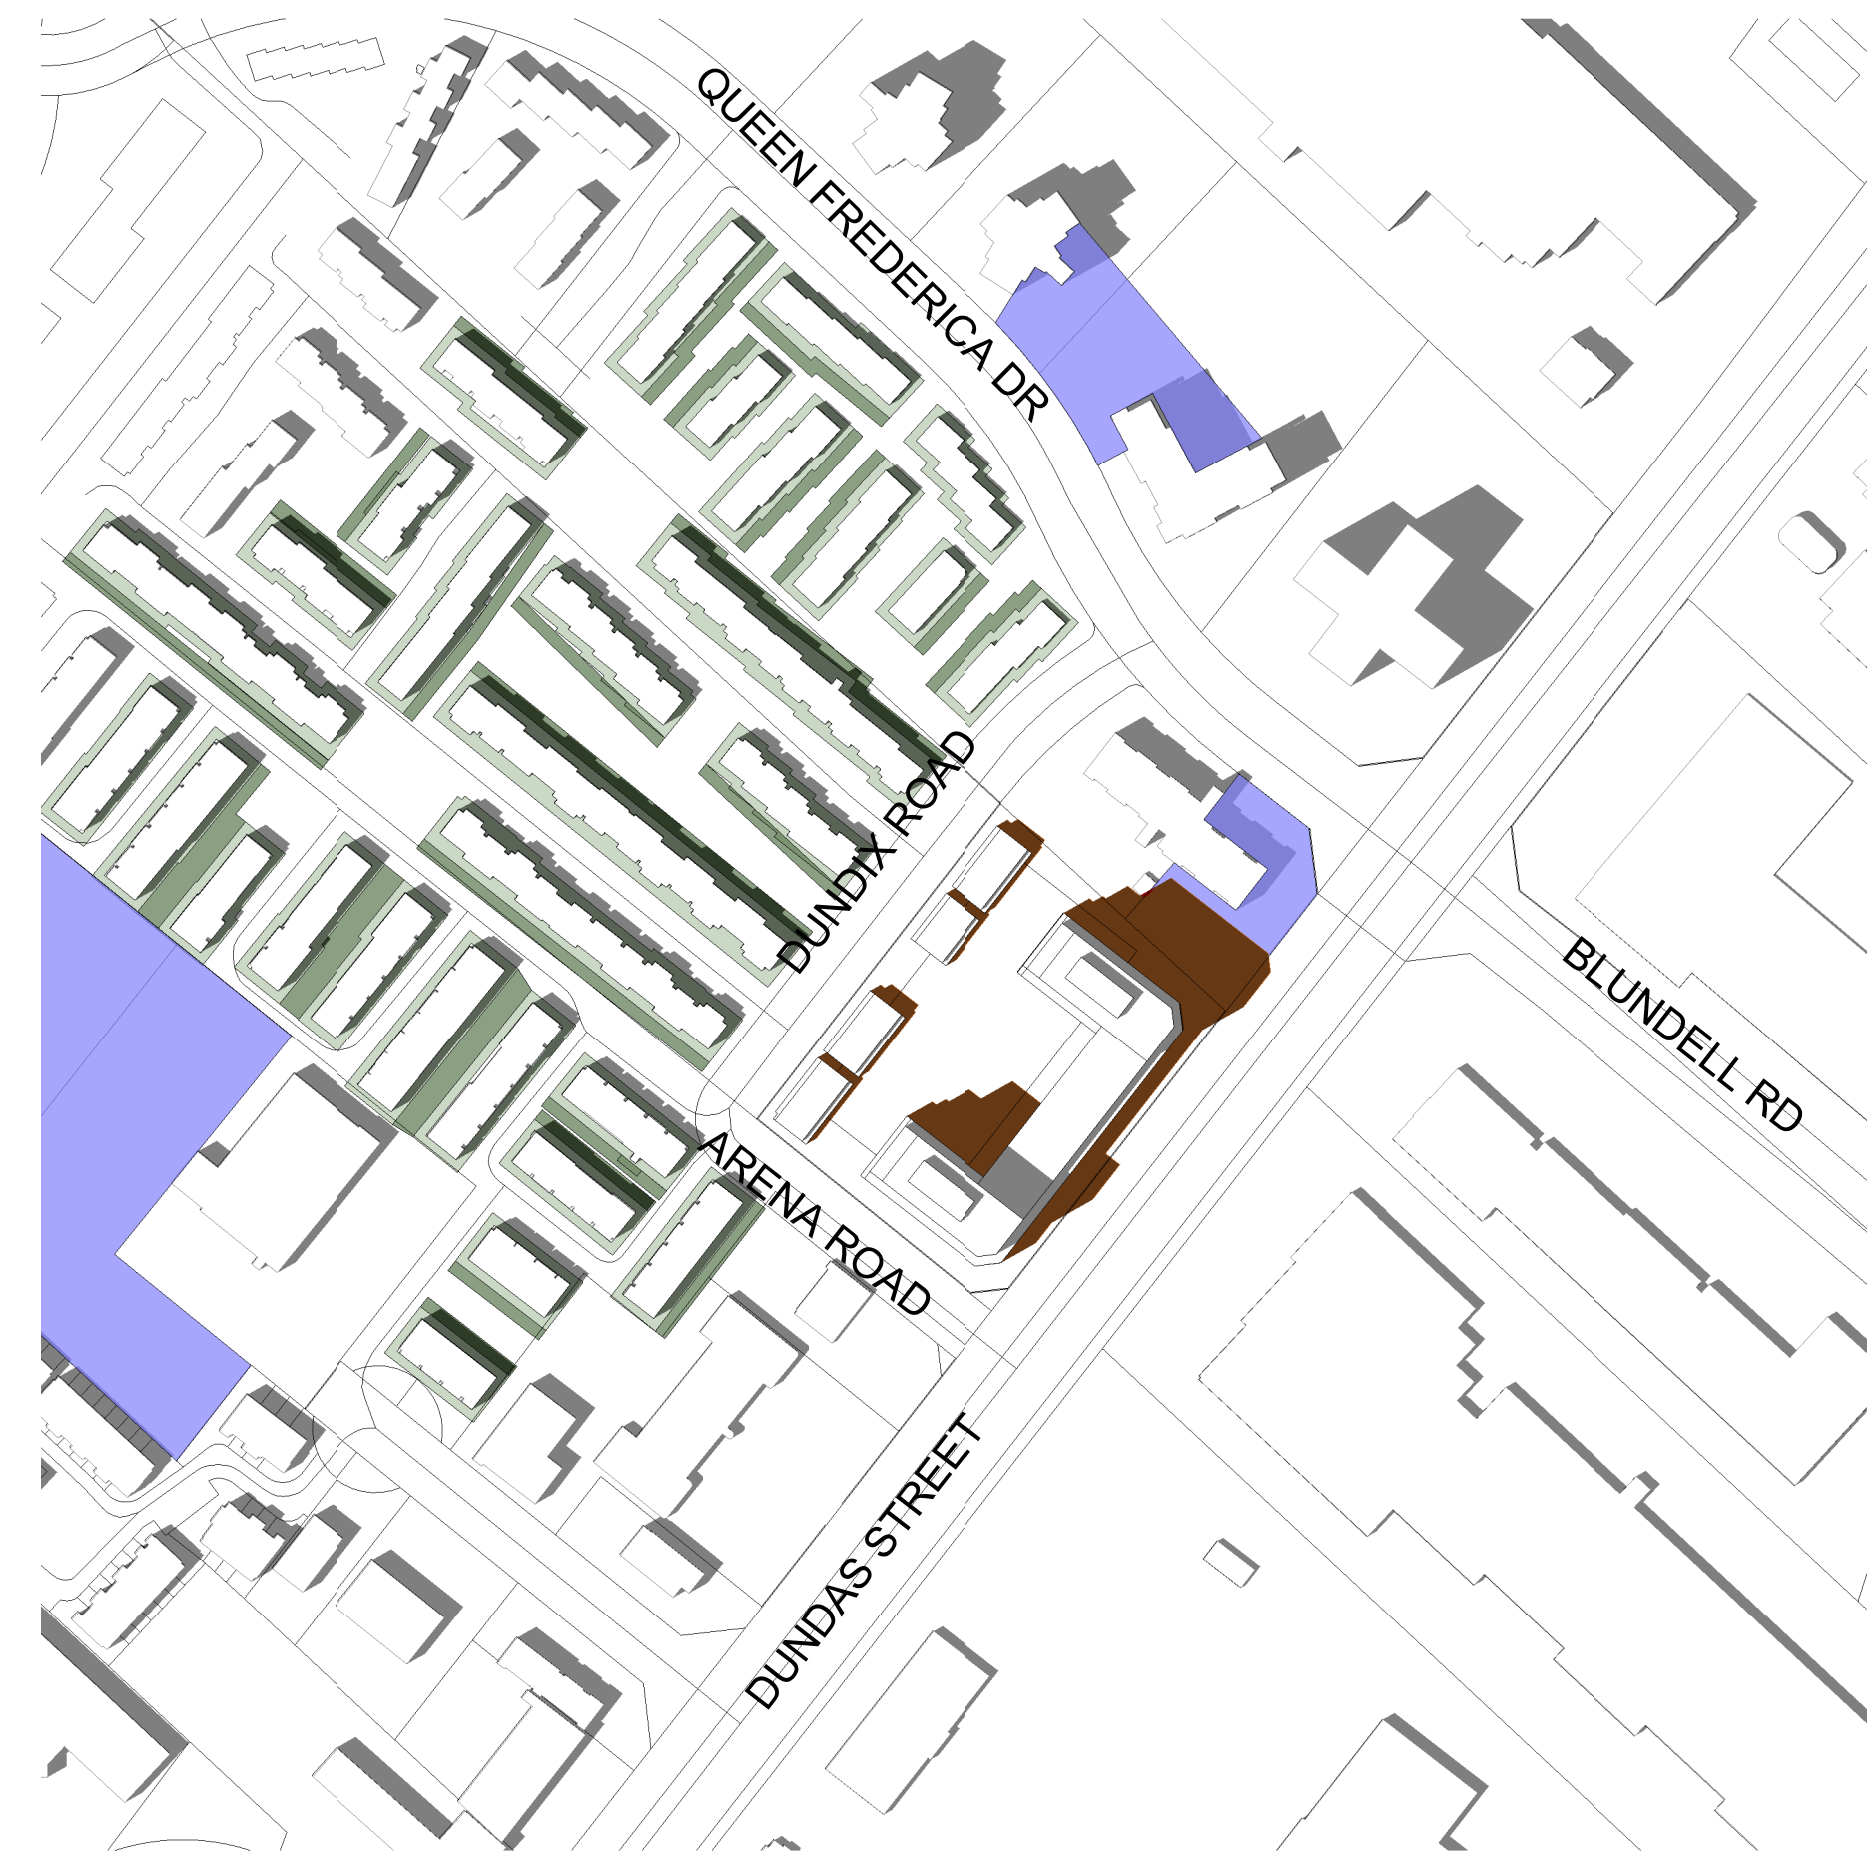 QUEEN FREDERICA DR
DUNDIX ROAD
BLUNDELL RD
ARENA ROAD
DUNDAS STREET